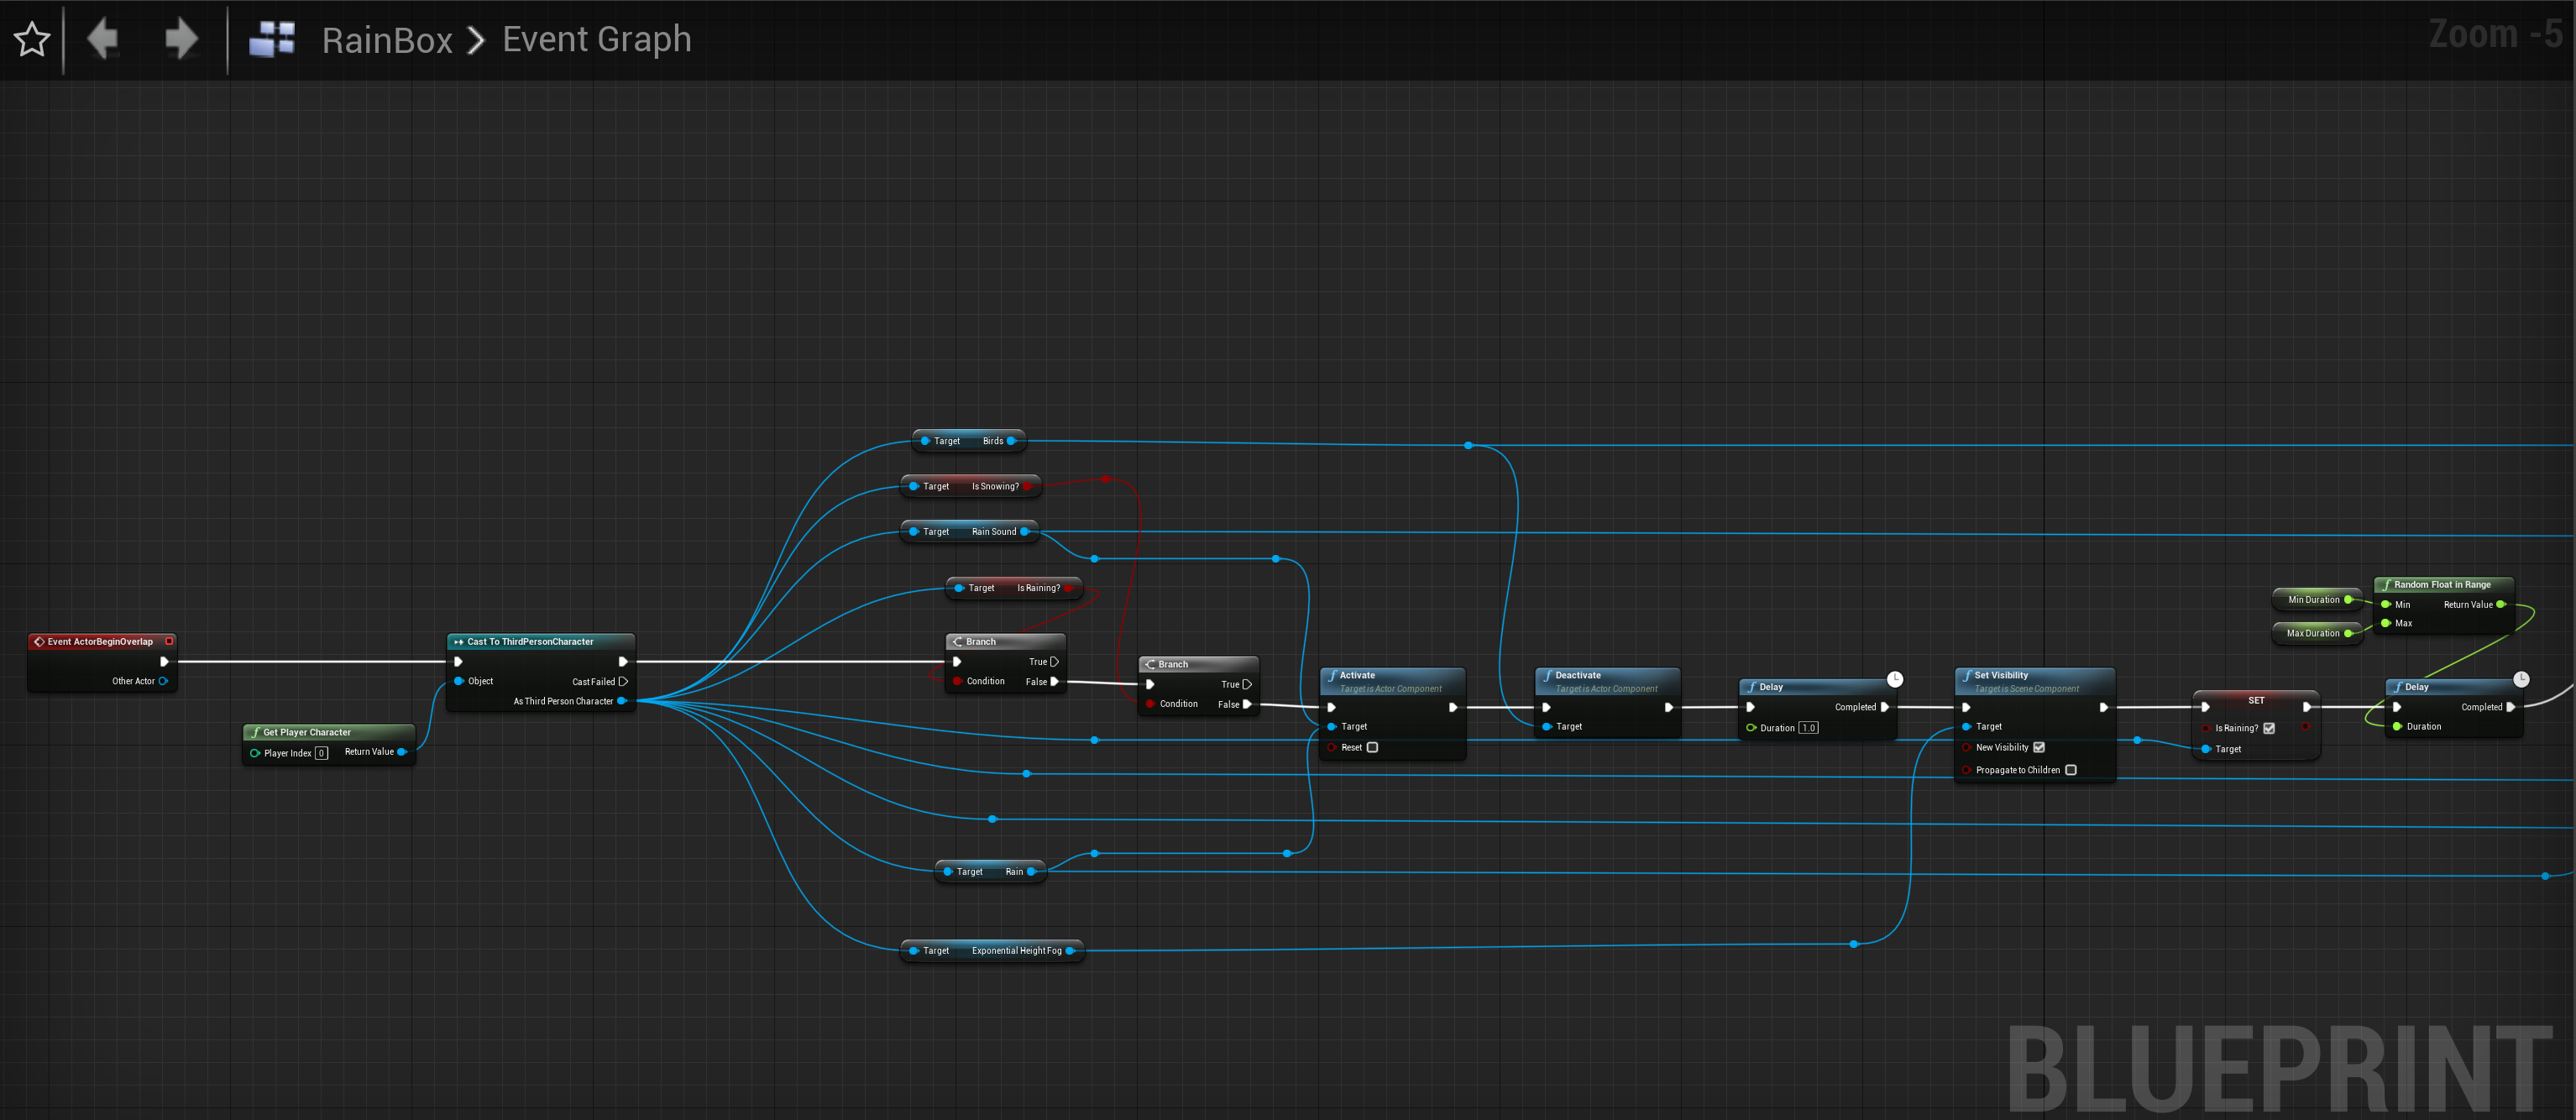 RainBox > Event Graph
Zoom -5
Target Birds
Target Is Snowing?
Target Rain Sound
Target Is Raining?
Event ActorBeginOverlap
Other Actor
Get Player Character
Player Index 0 Return Value
Cast To ThirdPersonCharacter
Object Cast Failed
As Third Person Character
Branch
True
Condition False
Branch
True
Condition False
Activate
Target is Actor Component
Target
Reset
Deactivate
Target is Actor Component
Target
Delay
Completed
Duration 1.0
Set Visibility
Target is Scene Component
Target
New Visibility
Propagate to Children
SET
Is Raining?
Target
Min Duration
Max Duration
Random Float in Range
Min Return Value
Max
Delay
Completed
Duration
Target Rain
Target Exponential Height Fog
BLUEPRINT